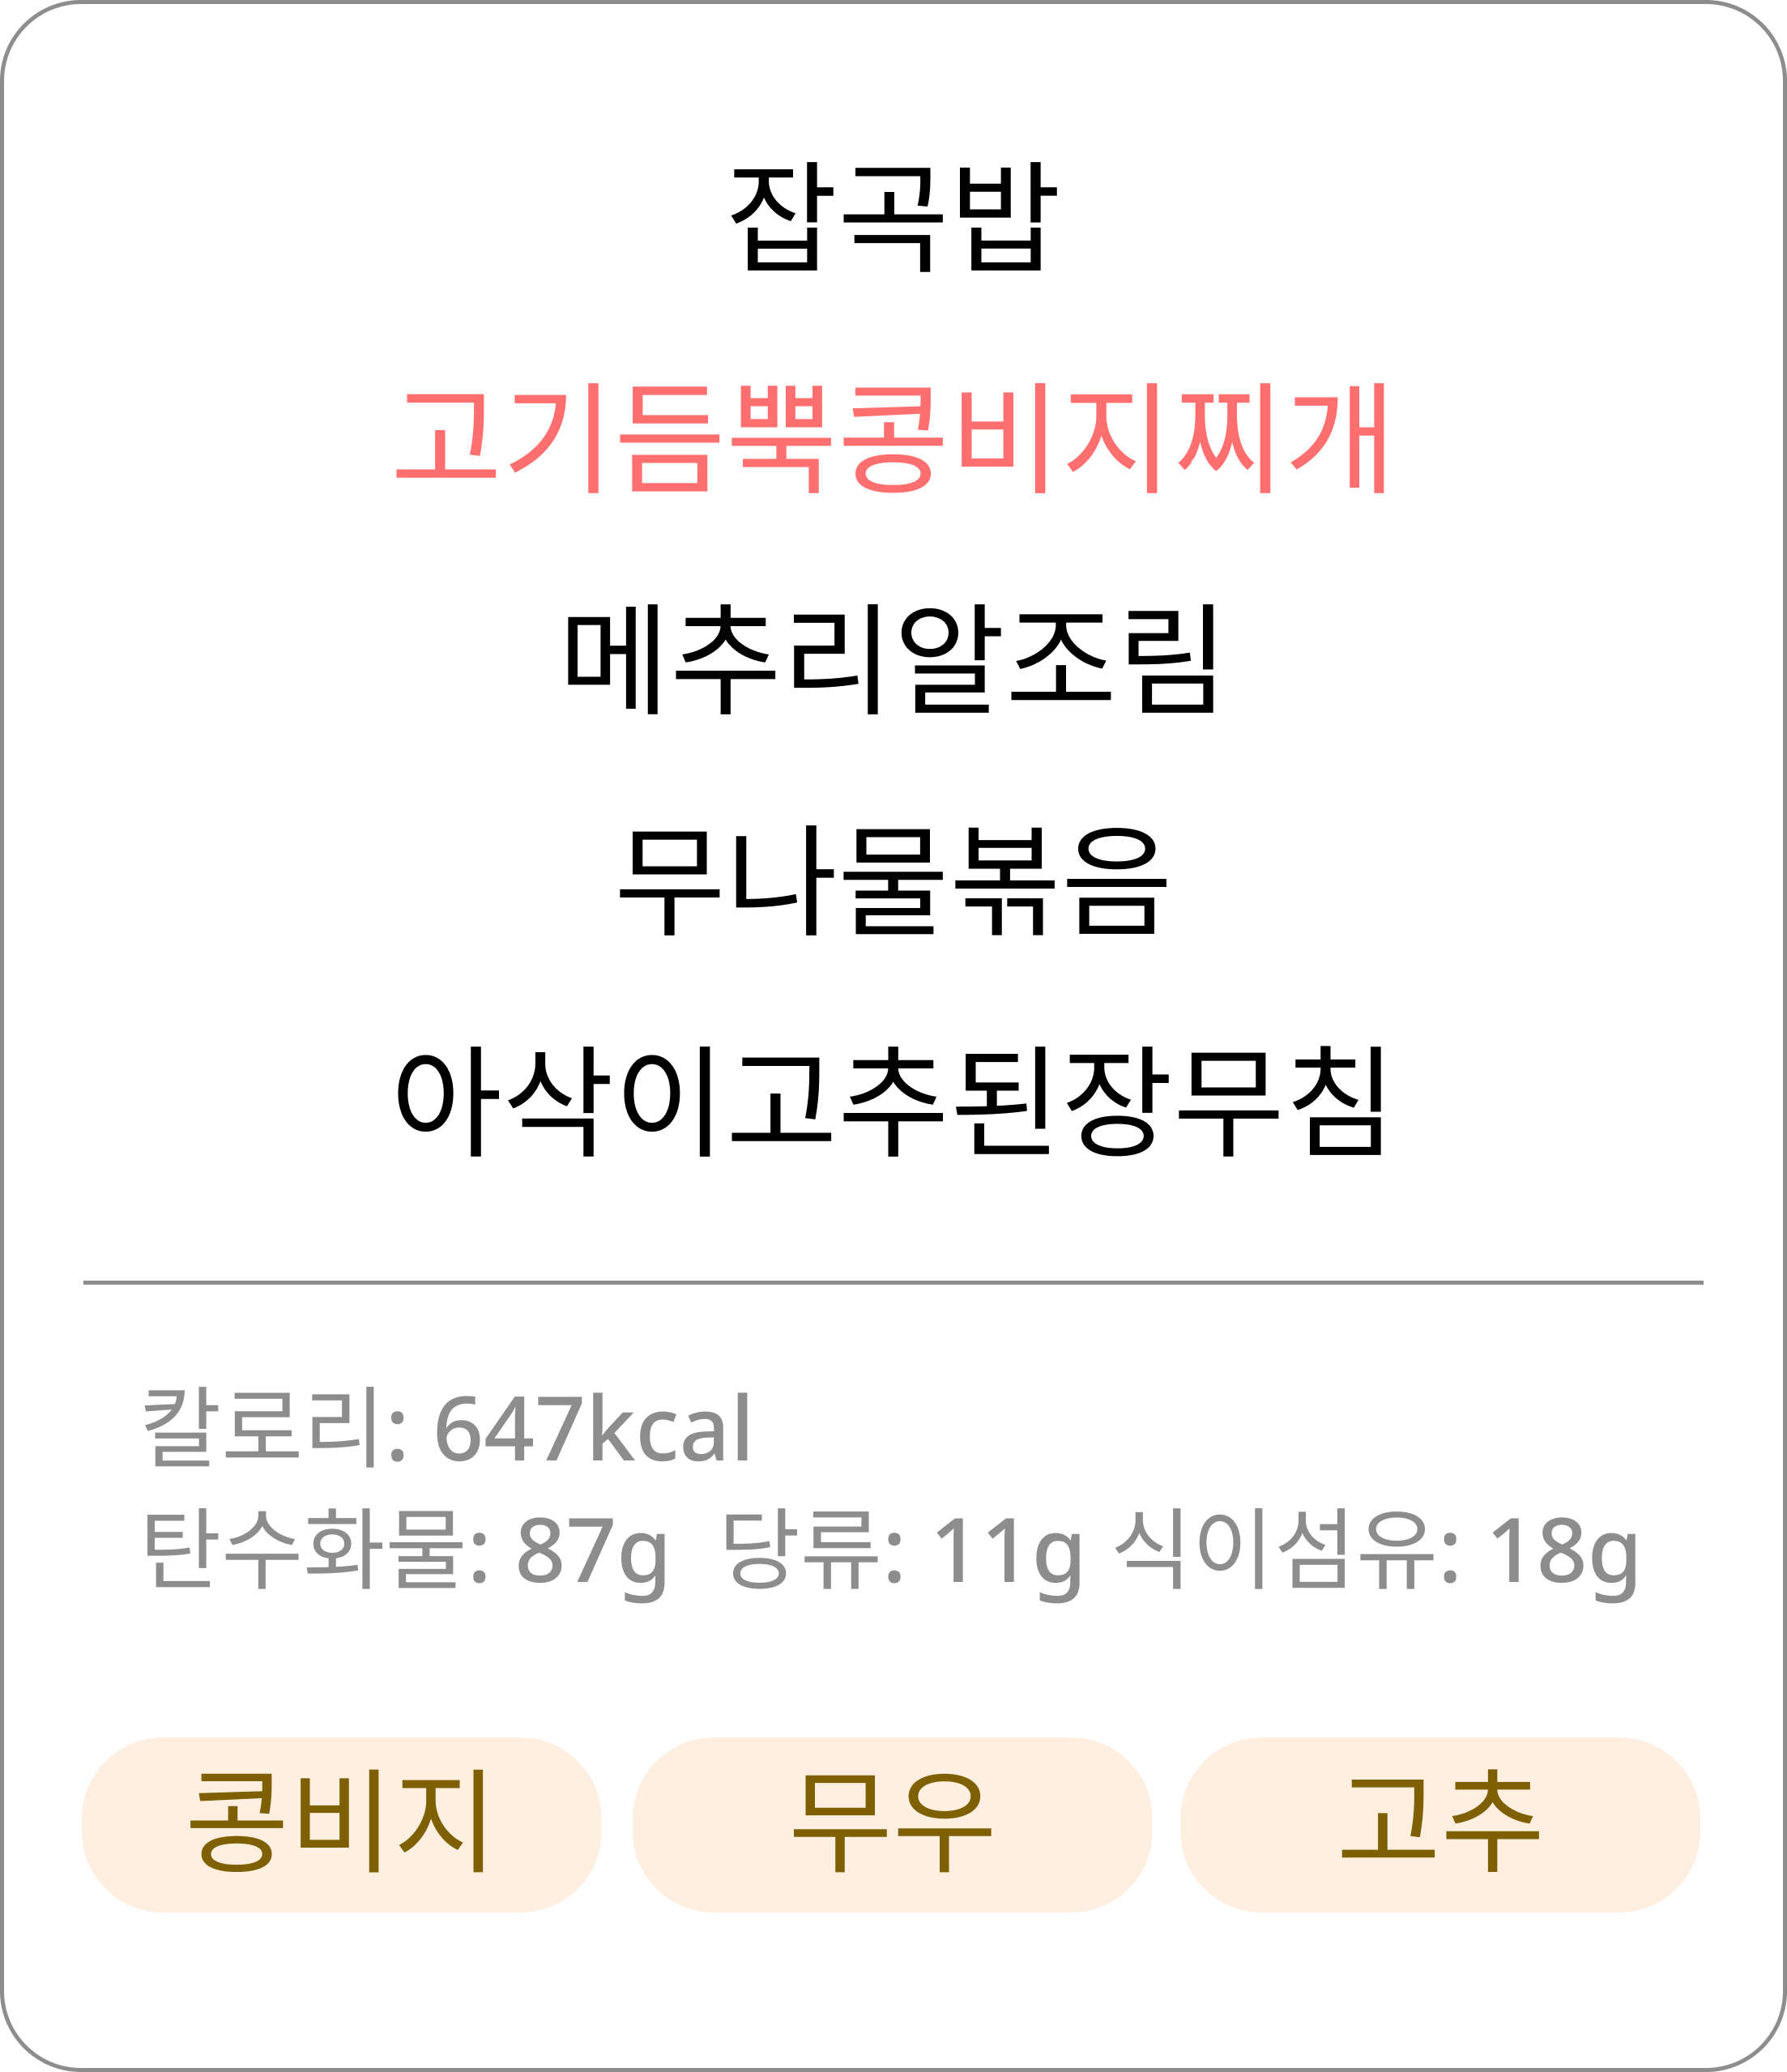 잡곡밥
고기듬뿍콩비지찌개
메추리알조림
무나물볶음
아삭이고추된장무침
칼로리: 647kcal
탄수화물: 87g 당류: 11g 식이섬유: 18g
콩비지 무우 고추